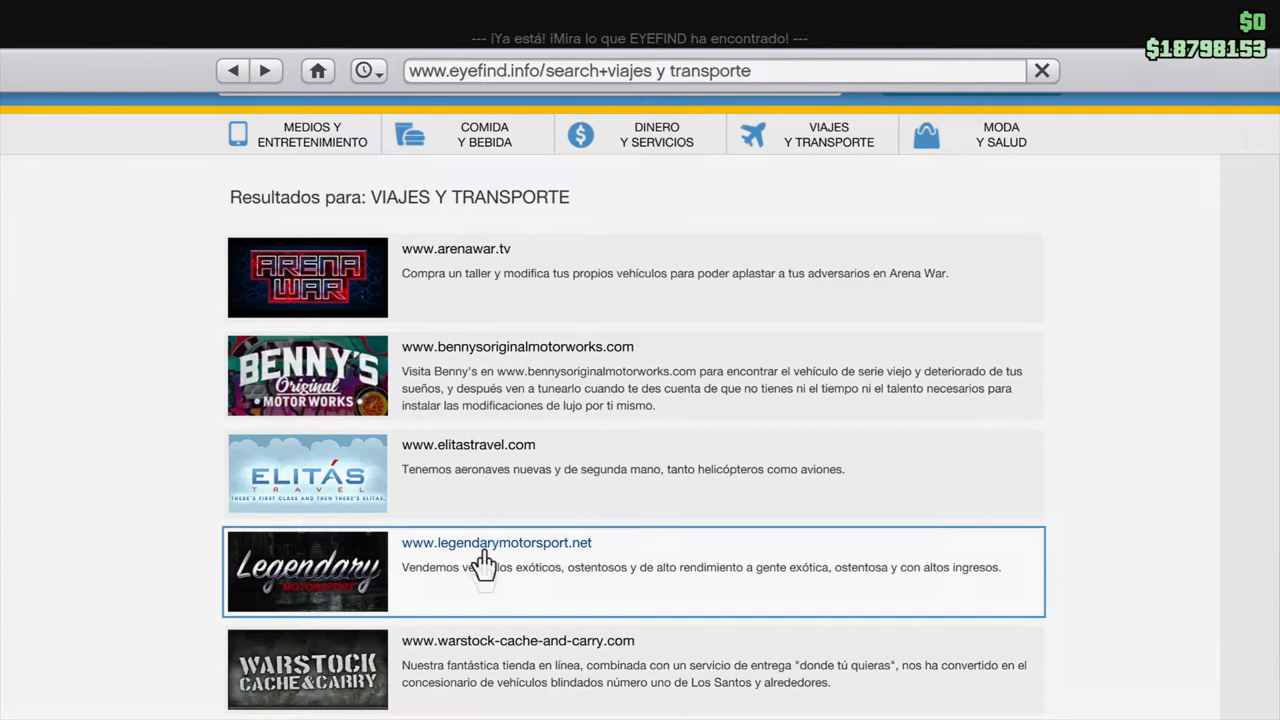 --- ¡Ya está! ¡Mira lo que EYEFIND ha encontrado! ---
$0
$18798153
www.eyefind.info/search+viajes y transporte
MEDIOS Y
ENTRETENIMIENTO
COMIDA
Y BEBIDA
DINERO
Y SERVICIOS
VIAJES
Y TRANSPORTE
MODA
Y SALUD
Resultados para: VIAJES Y TRANSPORTE
ARENA
WAR
www.arenawar.tv
Compra un taller y modifica tus propios vehículos para poder aplastar a tus adversarios en Arena War.
BENNY'S
Original
MOTOR WORKS
www.bennysoriginalmotorworks.com
Visita Benny's en www.bennysoriginalmotorworks.com para encontrar el vehículo de serie viejo y deteriorado de tus
sueños, y después ven a tunearlo cuando te des cuenta de que no tienes ni el tiempo ni el talento necesarios para
instalar las modificaciones de lujo por ti mismo.
ELITÁS
TRAVEL
THERE'S FIRST CLASS AND THEN THERE'S ELITAS.
www.elitastravel.com
Tenemos aeronaves nuevas y de segunda mano, tanto helicópteros como aviones.
Legendary
MOTORSPORT
www.legendarymotorsport.net
Vendemos exóticos, ostentosos y de alto rendimiento a gente exótica, ostentosa y con altos ingresos.
WARSTOCK
CACHE & CARRY
www.warstock-cache-and-carry.com
Nuestra fantástica tienda en línea, combinada con un servicio de entrega "donde tú quieras", nos ha convertido en el
concesionario de vehículos blindados número uno de Los Santos y alrededores.